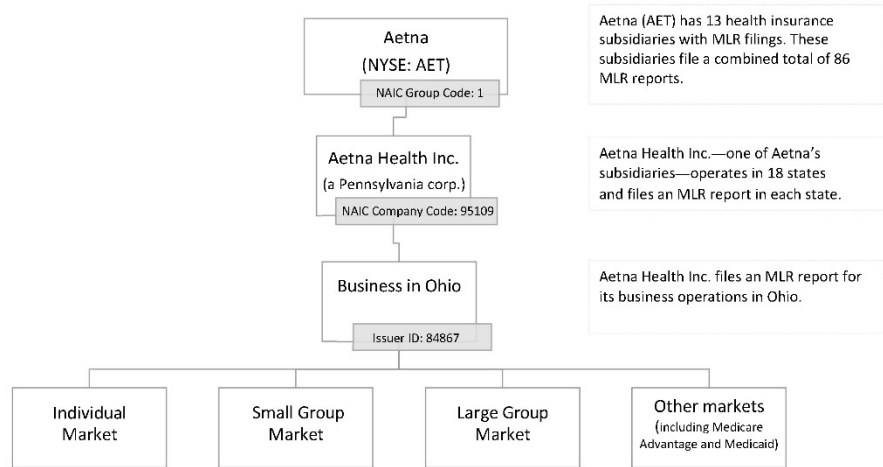 Aetna
(NYSE: AET)
NAIC Group Code: 1
Aetna (AET) has 13 health insurance
subsidiaries with MLR filings. These
subsidiaries file a combined total of 86
MLR reports.
Aetna Health Inc.
(a Pennsylvania corp.)
NAIC Company Code: 95109
Aetna Health Inc.—one of Aetna's
subsidiaries—operates in 18 states
and files an MLR report in each state.
Business in Ohio
Issuer ID: 84867
Aetna Health Inc. files an MLR report for
its business operations in Ohio.
Individual
Market
Small Group
Market
Large Group
Market
Other markets
(including Medicare
Advantage and Medicaid)